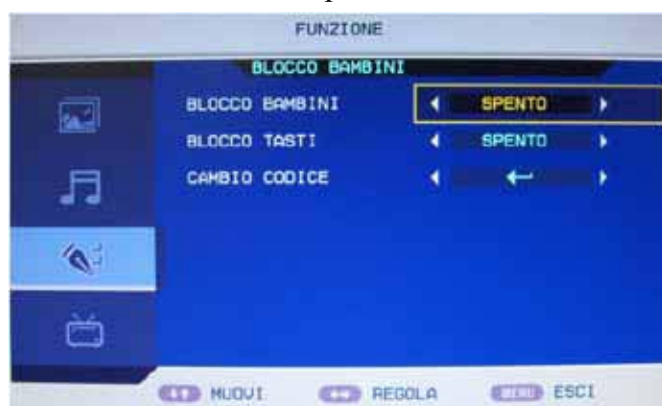 FUNZIONE
BLOCCO BAMBINI
BLOCCO BAMBINI SPENTO
BLOCCO TASTI SPENTO
CAMBIO CODICE
MUOVI REGOLA MENU ESCI